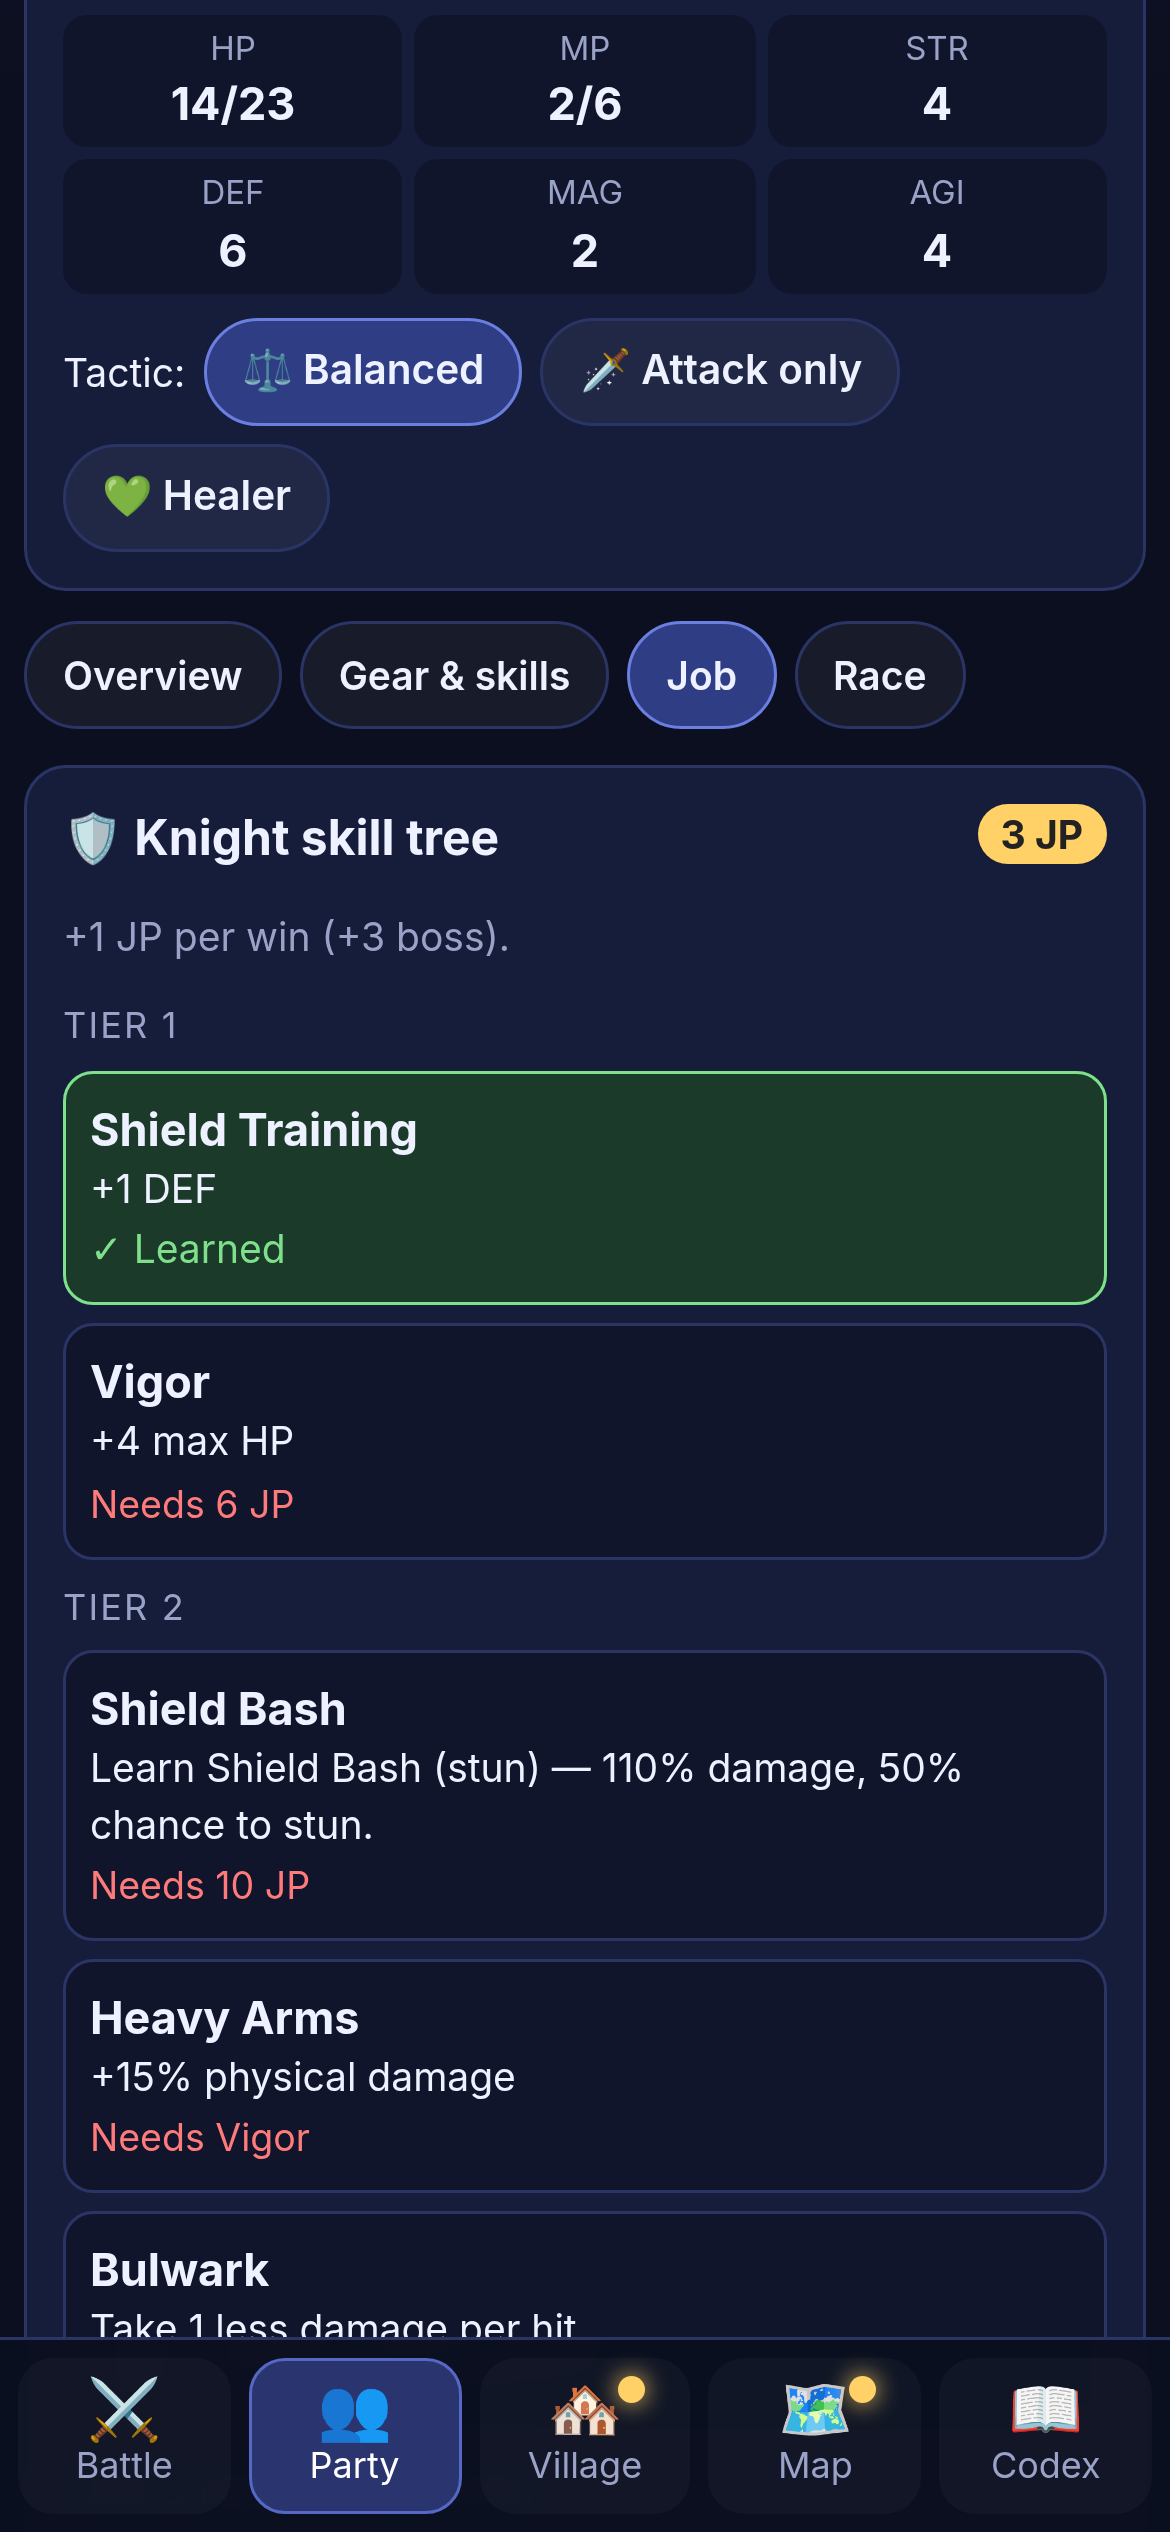 HP MP STR
14/23 2/6 4
DEF MAG AGI
6 2 4
Tactic: Balanced Attack only
Healer
Overview Gear & skills Job Race
Knight skill tree 3 JP
+1 JP per win (+3 boss).
TIER 1
Shield Training
+1 DEF
✓ Learned
Vigor
+4 max HP
Needs 6 JP
TIER 2
Shield Bash
Learn Shield Bash (stun) — 110% damage, 50%
chance to stun.
Needs 10 JP
Heavy Arms
+15% physical damage
Needs Vigor
Bulwark
Take 1 less damage per hit
Battle Party Village Map Codex